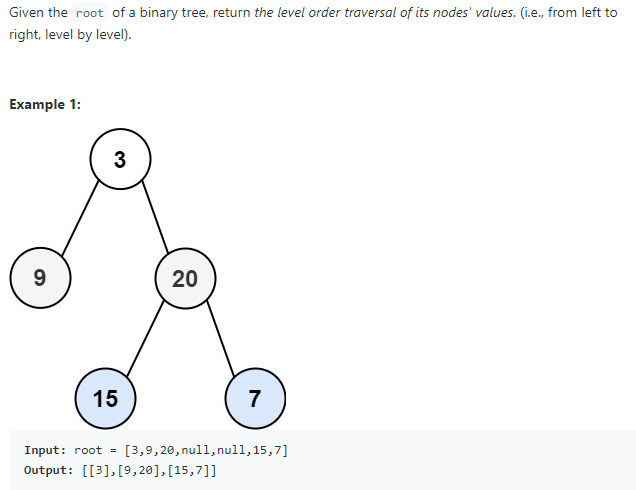 Given the root of a binary tree, return the level order traversal of its nodes' values. (i.e., from left to
right, level by level).
Example 1:
3
9
20
15
7
Input: root = [3,9,20,null,null,15,7]
Output: [[3],[9,20],[15,7]]